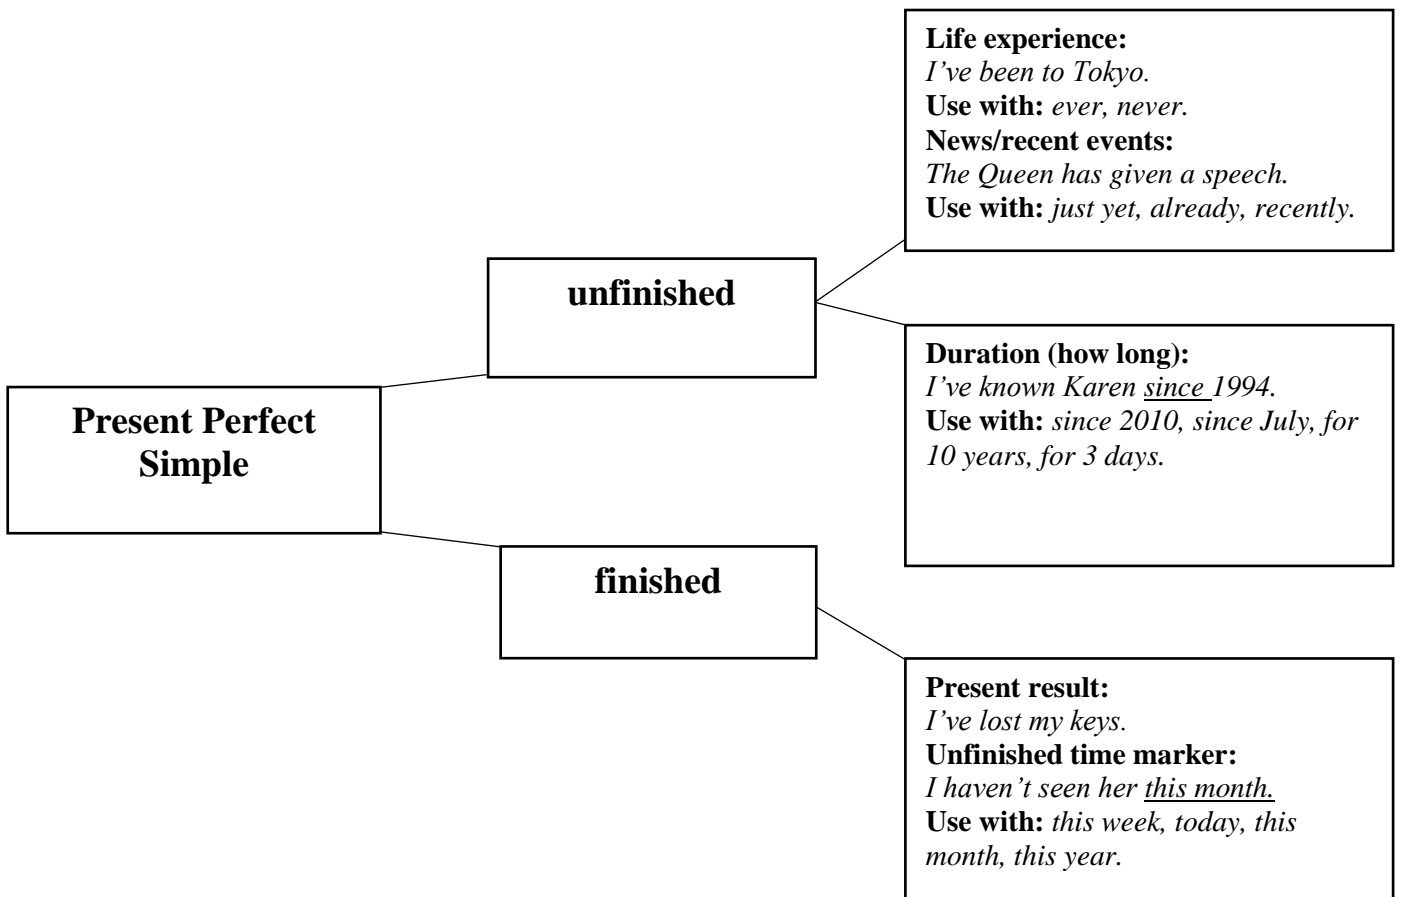 Present Perfect
Simple
unfinished
finished
Life experience:
I’ve been to Tokyo.
Use with: ever, never.
News/recent events:
The Queen has given a speech.
Use with: just yet, already, recently.
Duration (how long):
I’ve known Karen since 1994.
Use with: since 2010, since July, for
10 years, for 3 days.
Present result:
I’ve lost my keys.
Unfinished time marker:
I haven’t seen her this month.
Use with: this week, today, this
month, this year.